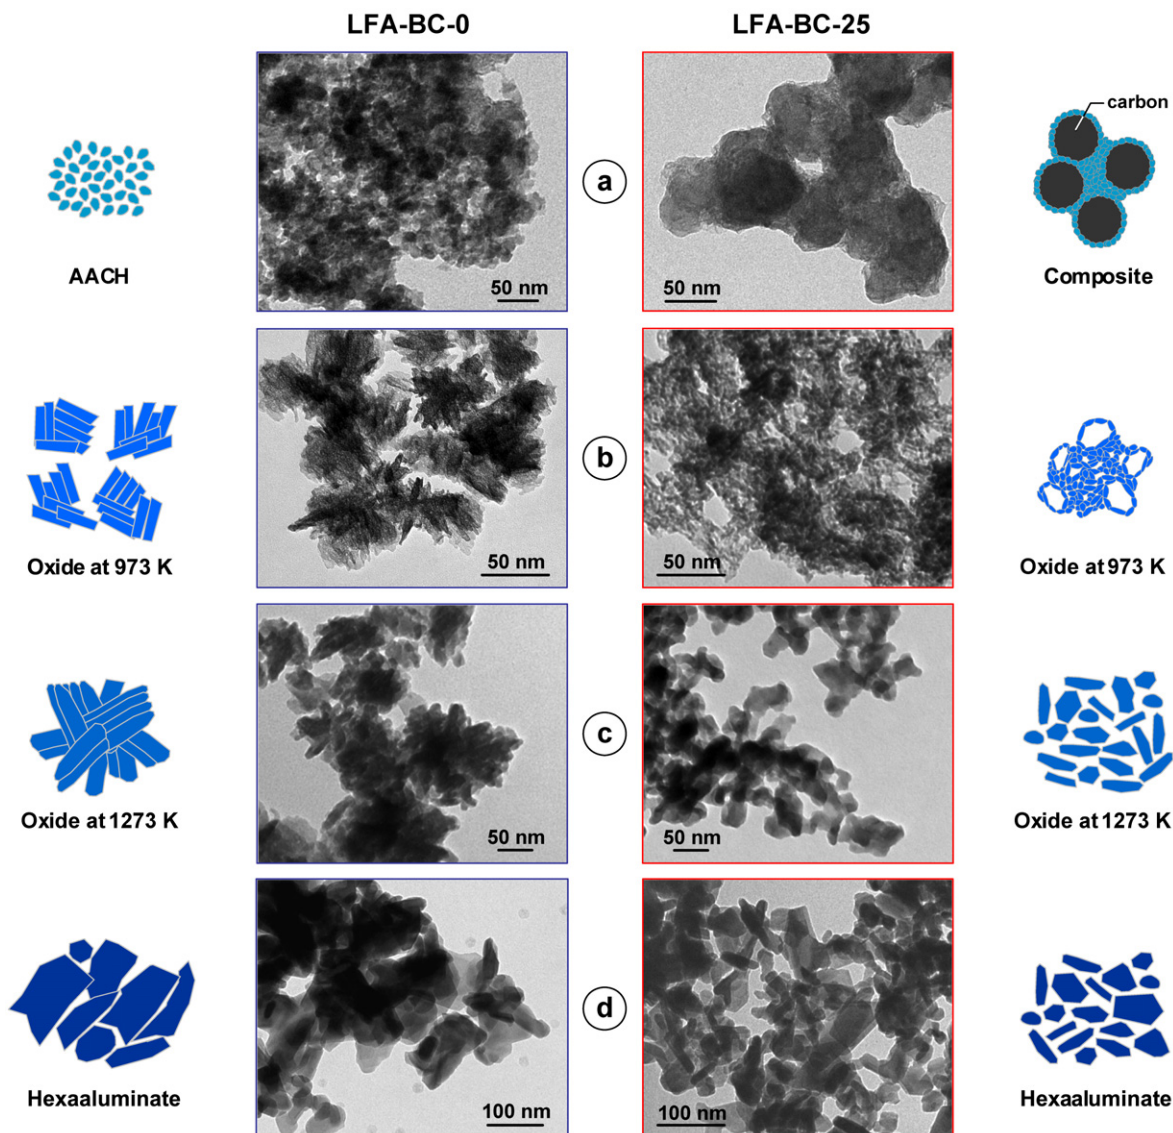 LFA-BC-0
LFA-BC-25
AACH
50 nm
a
50 nm
carbon
Composite
Oxide at 973 K
50 nm
b
50 nm
Oxide at 973 K
Oxide at 1273 K
50 nm
c
50 nm
Oxide at 1273 K
Hexaaluminate
100 nm
d
100 nm
Hexaaluminate